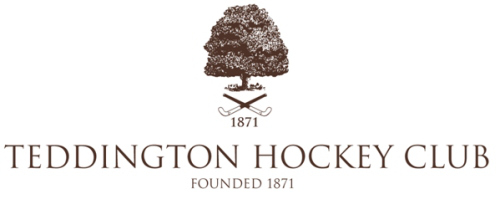 1871
TEDDINGTON HOCKEY CLUB
FOUNDED 1871